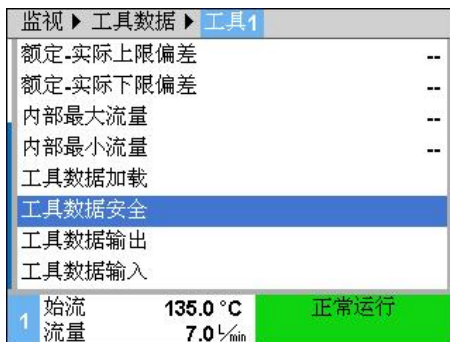 监视 ▶ 工具数据 ▶ 工具1
额定-实际上限偏差 --
额定-实际下限偏差 --
内部最大流量 --
内部最小流量 --
工具数据加载
工具数据安全
工具数据输出
工具数据输入
1 始流 135.0 °C 正常运行
流量 7.0 L/min